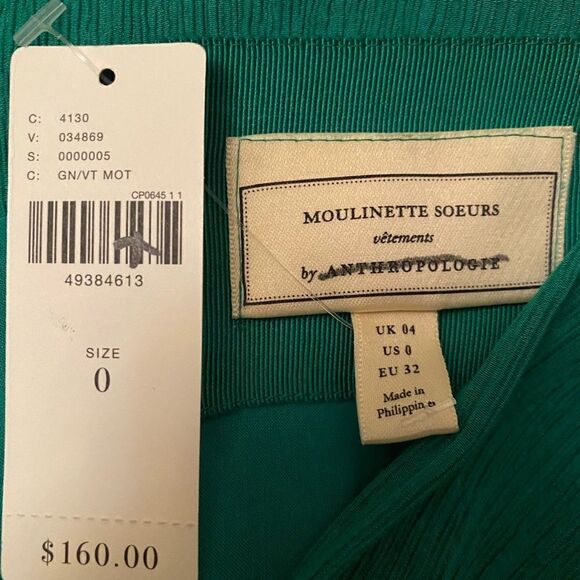 C: 4130
V: 034869
S: 0000005
C: GN/VT MOT
CP0645 1 1
49384613
SIZE
0
$160.00
MOULINETTE SOEURS
vêtements
by ANTHROPOLOGIE
UK 04
US 0
EU 32
Made in
Philippines